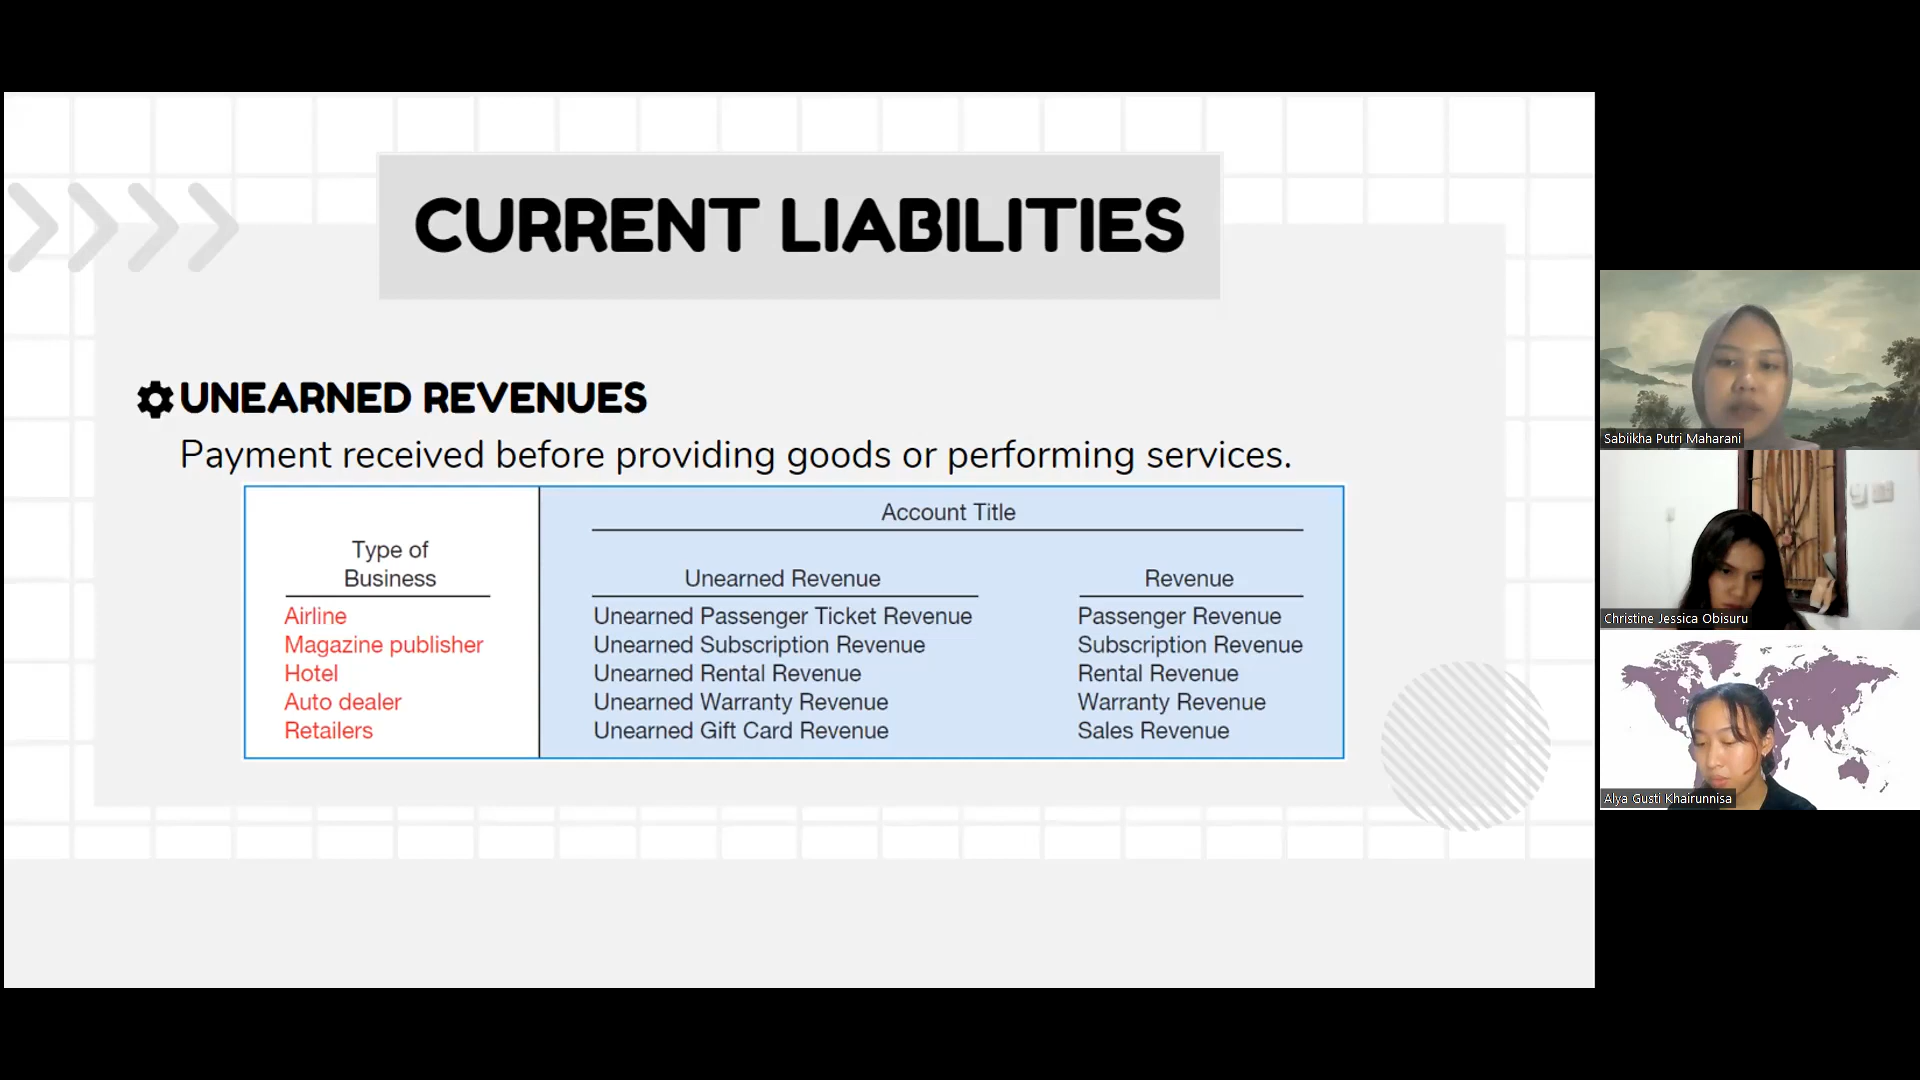 CURRENT LIABILITIES
UNEARNED REVENUES
Payment received before providing goods or performing services.
Account Title
Type of
Business
Unearned Revenue
Revenue
Airline
Unearned Passenger Ticket Revenue
Passenger Revenue
Magazine publisher
Unearned Subscription Revenue
Subscription Revenue
Hotel
Unearned Rental Revenue
Rental Revenue
Auto dealer
Unearned Warranty Revenue
Warranty Revenue
Retailers
Unearned Gift Card Revenue
Sales Revenue
Sabiikha Putri Maharani
Christine Jessica Obisuru
Alya Gusti Khairunnisa